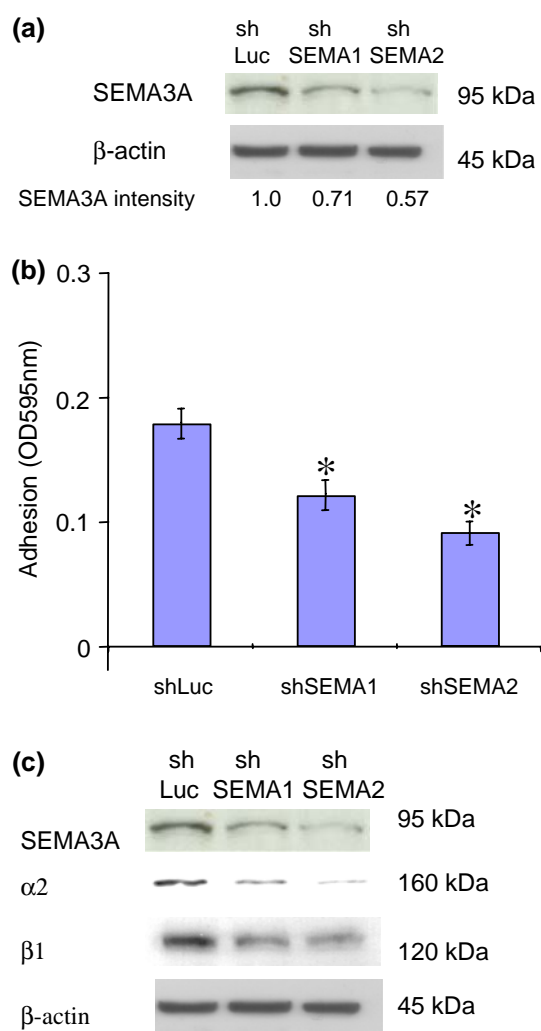 (a)
sh sh sh
Luc SEMA1 SEMA2
SEMA3A 95 kDa
β-actin 45 kDa
SEMA3A intensity 1.0 0.71 0.57
(b)
0.3
0.2
0.1
0
Adhesion (OD595nm)
* *
shLuc shSEMA1 shSEMA2
(c)
sh sh sh
Luc SEMA1 SEMA2
SEMA3A 95 kDa
α2 160 kDa
β1 120 kDa
β-actin 45 kDa